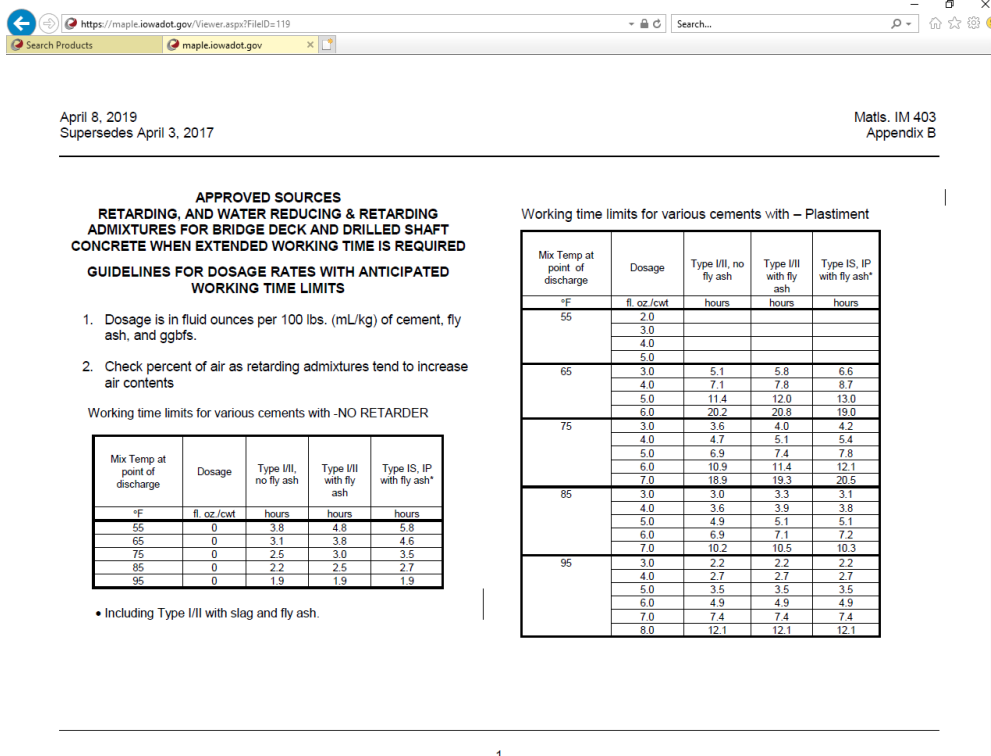 https://maple.iowadot.gov/Viewer.aspx?FileID=119
Search...
Search Products
maple.iowadot.gov
April 8, 2019
Supersedes April 3, 2017
Matls. IM 403
Appendix B
APPROVED SOURCES
RETARDING, AND WATER REDUCING & RETARDING
ADMIXTURES FOR BRIDGE DECK AND DRILLED SHAFT
CONCRETE WHEN EXTENDED WORKING TIME IS REQUIRED
GUIDELINES FOR DOSAGE RATES WITH ANTICIPATED
WORKING TIME LIMITS
1. Dosage is in fluid ounces per 100 lbs. (mL/kg) of cement, fly
ash, and ggbfs.
2. Check percent of air as retarding admixtures tend to increase
air contents
Working time limits for various cements with -NO RETARDER
Mix Temp at
point of
discharge
Dosage
Type I/II,
no fly ash
Type I/II
with fly
ash
Type IS, IP
with fly ash*
°F fl. oz./cwt hours hours hours
55 0 3.8 4.8 5.8
65 0 3.1 3.8 4.6
75 0 2.5 3.0 3.5
85 0 2.2 2.5 2.7
95 0 1.9 1.9 1.9
• Including Type I/II with slag and fly ash.
Working time limits for various cements with – Plastiment
Mix Temp at
point of
discharge
Dosage
Type I/II, no
fly ash
Type I/II
with fly
ash
Type IS, IP
with fly ash*
°F fl. oz./cwt hours hours hours
55 2.0
3.0
4.0
5.0
65 3.0 5.1 5.8 6.6
4.0 7.1 7.8 8.7
5.0 11.4 12.0 13.0
6.0 20.2 20.8 19.0
75 3.0 3.6 4.0 4.2
4.0 4.7 5.1 5.4
5.0 6.9 7.4 7.8
6.0 10.9 11.4 12.1
7.0 18.9 19.3 20.5
85 3.0 3.0 3.3 3.1
4.0 3.6 3.9 3.8
5.0 4.9 5.1 5.1
6.0 6.9 7.1 7.2
7.0 10.2 10.5 10.3
95 3.0 2.2 2.2 2.2
4.0 2.7 2.7 2.7
5.0 3.5 3.5 3.5
6.0 4.9 4.9 4.9
7.0 7.4 7.4 7.4
8.0 12.1 12.1 12.1
1